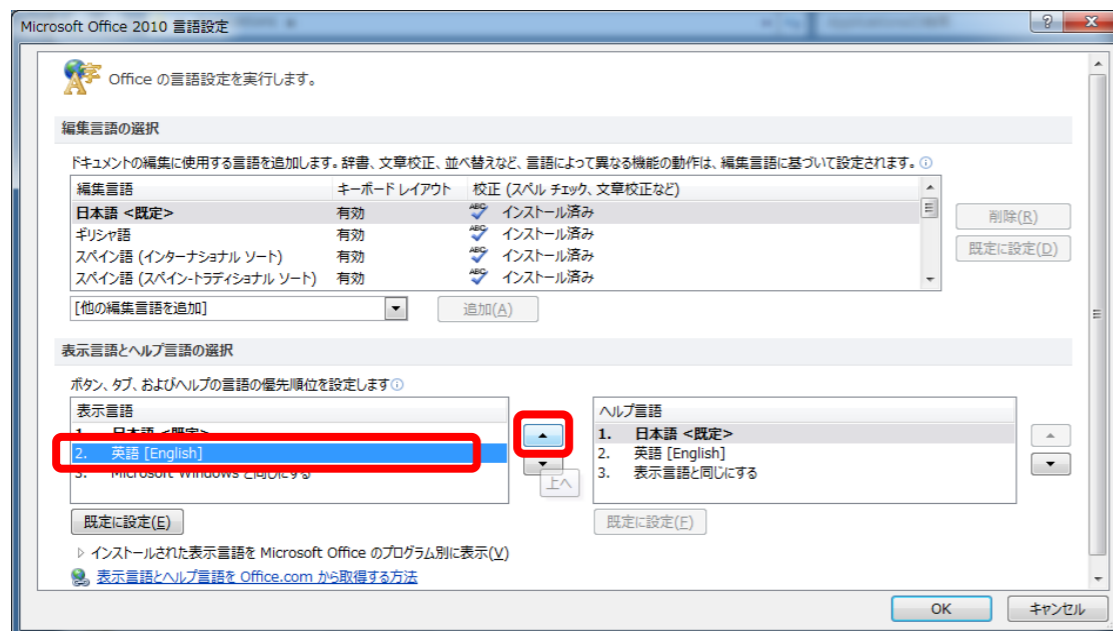 Microsoft Office 2010 言語設定
Office の言語設定を実行します。
編集言語の選択
ドキュメントの編集に使用する言語を追加します。辞書、文章校正、並べ替えなど、言語によって異なる機能の動作は、編集言語に基づいて設定されます。
編集言語 キーボード レイアウト 校正 (スペル チェック、文章校正など)
日本語 <既定> 有効 インストール済み
ギリシャ語 有効 インストール済み
スペイン語 (インターナショナル ソート) 有効 インストール済み
スペイン語 (スペイン-トラディショナル ソート) 有効 インストール済み
削除(R)
既定に設定(D)
[他の編集言語を追加] 追加(A)
表示言語とヘルプ言語の選択
ボタン、タブ、およびヘルプの言語の優先順位を設定します
表示言語
1. 日本語 <既定>
2. 英語 [English]
3. Microsoft Windows と同じにする
上へ
既定に設定(E)
ヘルプ言語
1. 日本語 <既定>
2. 英語 [English]
3. 表示言語と同じにする
既定に設定(F)
インストールされた表示言語を Microsoft Office のプログラム別に表示(V)
表示言語とヘルプ言語を Office.com から取得する方法
OK キャンセル